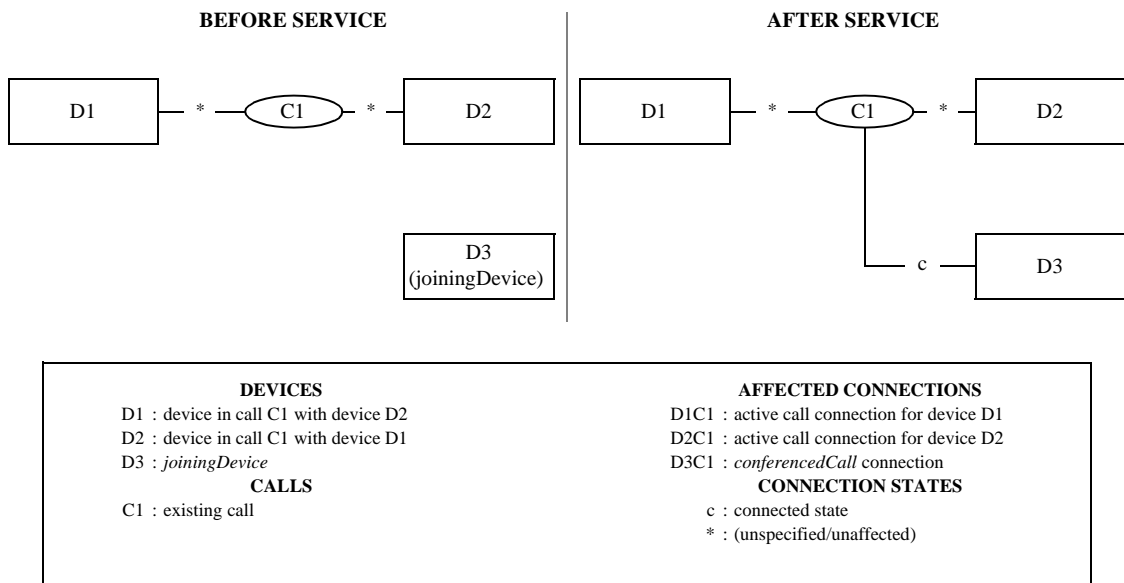 BEFORE SERVICE
AFTER SERVICE
D1
*
C1
*
D2
D1
*
C1
*
D2
D3
(joiningDevice)
c
D3
DEVICES
D1 : device in call C1 with device D2
D2 : device in call C1 with device D1
D3 : joiningDevice
CALLS
C1 : existing call
AFFECTED CONNECTIONS
D1C1 : active call connection for device D1
D2C1 : active call connection for device D2
D3C1 : conferencedCall connection
CONNECTION STATES
c : connected state
* : (unspecified/unaffected)